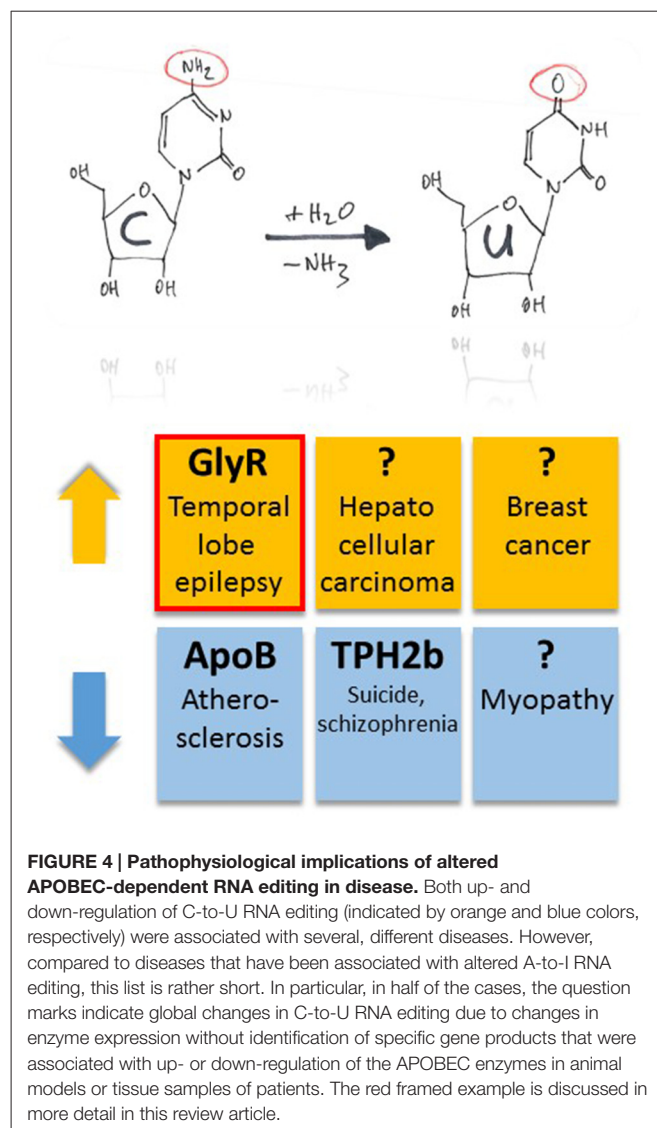 NH2
O
N
NH
N
O
N
O
OH
O
OH
O
C
+H2O
U
-NH3
OH
OH
OH
OH
GlyR
?
?
Temporal
Hepato
Breast
lobe
cellular
cancer
epilepsy
carcinoma
ApoB
TPH2b
?
Athero-
Suicide,
Myopathy
sclerosis
schizophrenia
FIGURE 4 | Pathophysiological implications of altered
APOBEC-dependent RNA editing in disease. Both up- and
down-regulation of C-to-U RNA editing (indicated by orange and blue colors,
respectively) were associated with several, different diseases. However,
compared to diseases that have been associated with altered A-to-I RNA
editing, this list is rather short. In particular, in half of the cases, the question
marks indicate global changes in C-to-U RNA editing due to changes in
enzyme expression without identification of specific gene products that were
associated with up- or down-regulation of the APOBEC enzymes in animal
models or tissue samples of patients. The red framed example is discussed in
more detail in this review article.